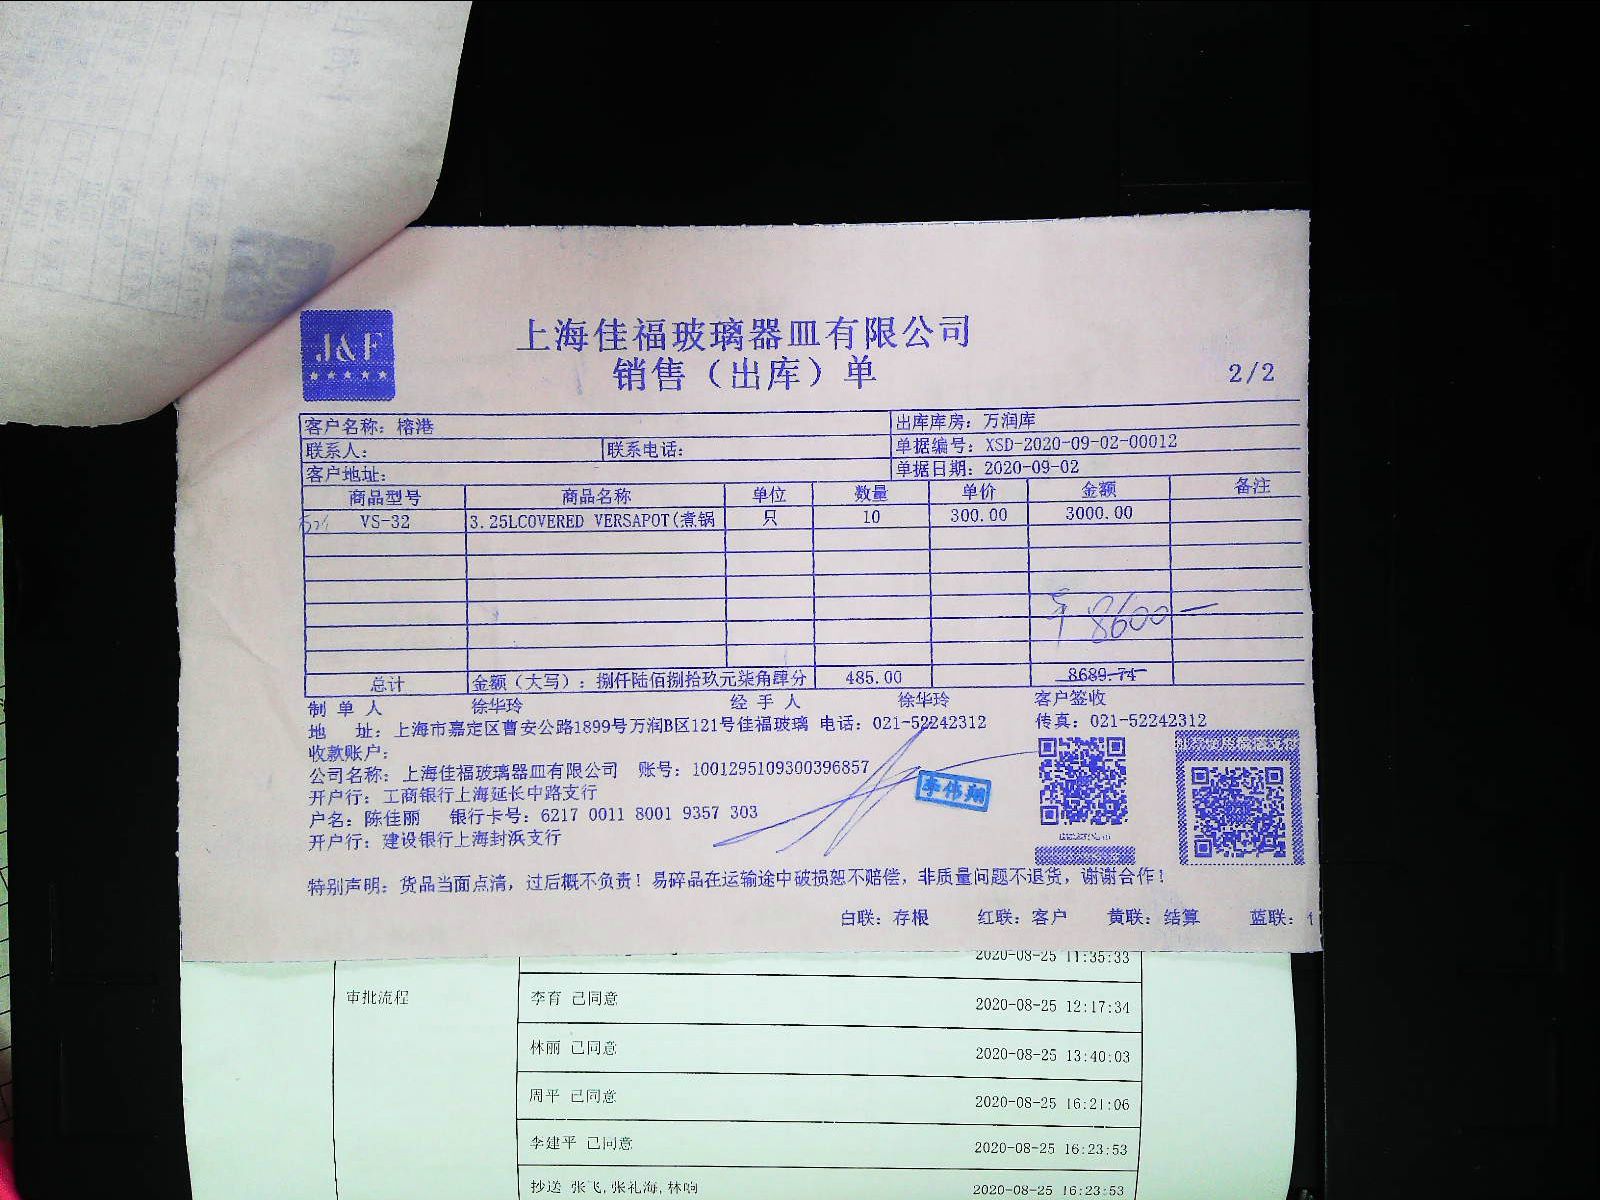 J&F
上海佳福玻璃器皿有限公司
销售（出库）单
2/2
客户名称：榕港
出库库房：万润库
联系人：
联系电话：
单据编号：XSD-2020-09-02-00012
客户地址：
单据日期：2020-09-02
商品型号 商品名称 单位 数量 单价 金额 备注
VS-32 3.25LCOVERED VERSAPOT(煮锅 只 10 300.00 3000.00
8600一
总计 金额（大写）：捌仟陆佰捌拾玖元柒角肆分 485.00 8689.74
制单人 徐华玲 经手人 徐华玲 客户签收
地 址：上海市嘉定区曹安公路1899号万润B区121号佳福玻璃 电话：021-52242312 传真：021-52242312
收款账户：
公司名称：上海佳福玻璃器皿有限公司 账号：1001295109300396857
开户行：工商银行上海延长中路支行
李伟翔
户名：陈佳丽 银行卡号：6217 0011 8001 9357 303
开户行：建设银行上海封浜支行
特别声明：货品当面点清，过后概不负责！易碎品在运输途中破损恕不赔偿，非质量问题不退货，谢谢合作！
白联：存根 红联：客户 黄联：结算 蓝联：
2020-08-25 11:35:33
审批流程
李育 已同意 2020-08-25 12:17:34
林丽 已同意 2020-08-25 13:40:03
周平 已同意 2020-08-25 16:21:06
李建平 已同意 2020-08-25 16:23:53
抄送 张飞,张礼海,林昫 2020-08-25 16:23:53